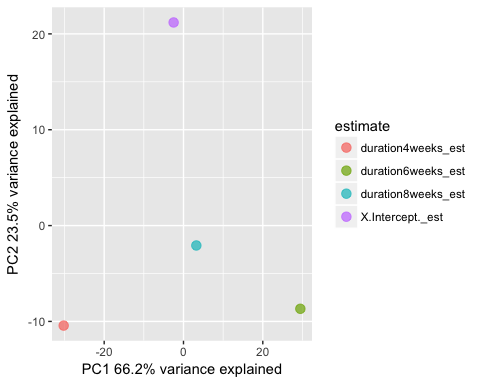 PC2 23.5% variance explained
20
10
0
-10
-20
0
20
PC1 66.2% variance explained
estimate
duration4weeks_est
duration6weeks_est
duration8weeks_est
X.Intercept._est